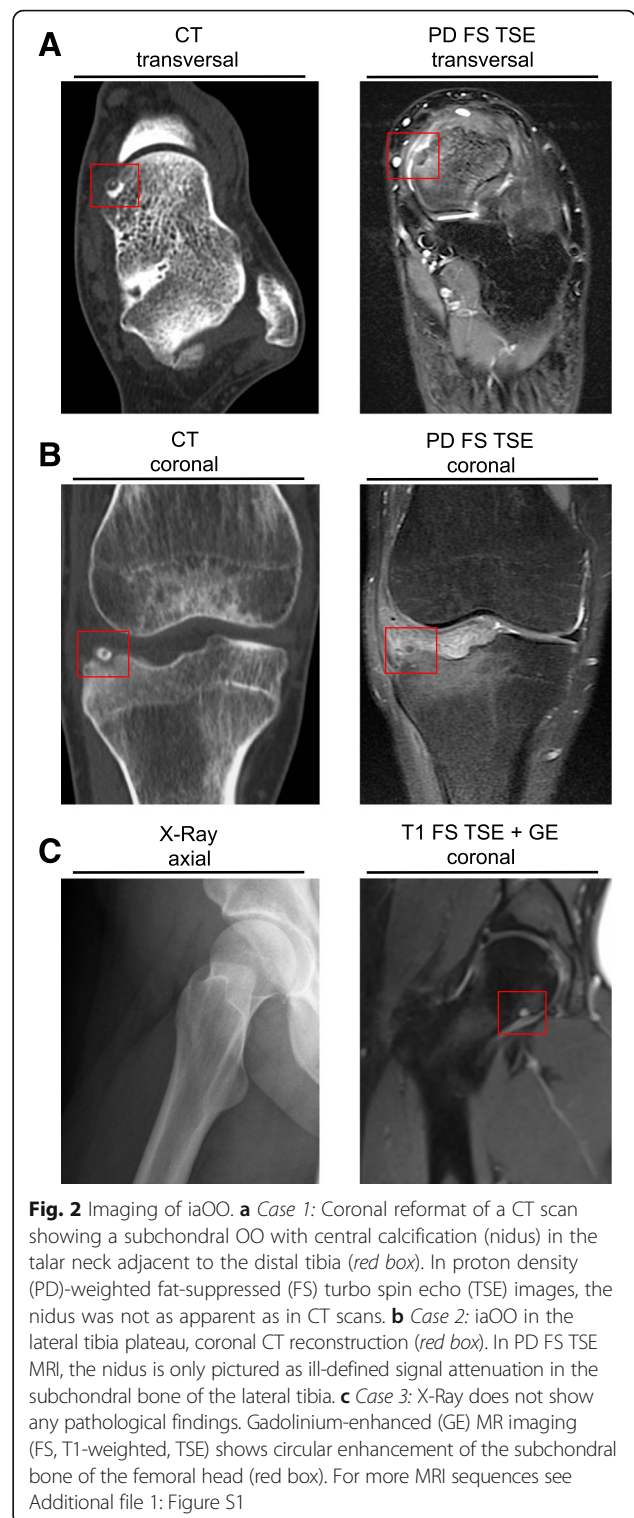 A
CT
transversal
PD FS TSE
transversal
B
CT
coronal
PD FS TSE
coronal
C
X-Ray
axial
T1 FS TSE + GE
coronal
Fig. 2 Imaging of iaOO. a Case 1: Coronal reformat of a CT scan
showing a subchondral OO with central calcification (nidus) in the
talar neck adjacent to the distal tibia (red box). In proton density
(PD)-weighted fat-suppressed (FS) turbo spin echo (TSE) images, the
nidus was not as apparent as in CT scans. b Case 2: iaOO in the
lateral tibia plateau, coronal CT reconstruction (red box). In PD FS TSE
MRI, the nidus is only pictured as ill-defined signal attenuation in the
subchondral bone of the lateral tibia. c Case 3: X-Ray does not show
any pathological findings. Gadolinium-enhanced (GE) MR imaging
(FS, T1-weighted, TSE) shows circular enhancement of the subchondral
bone of the femoral head (red box). For more MRI sequences see
Additional file 1: Figure S1